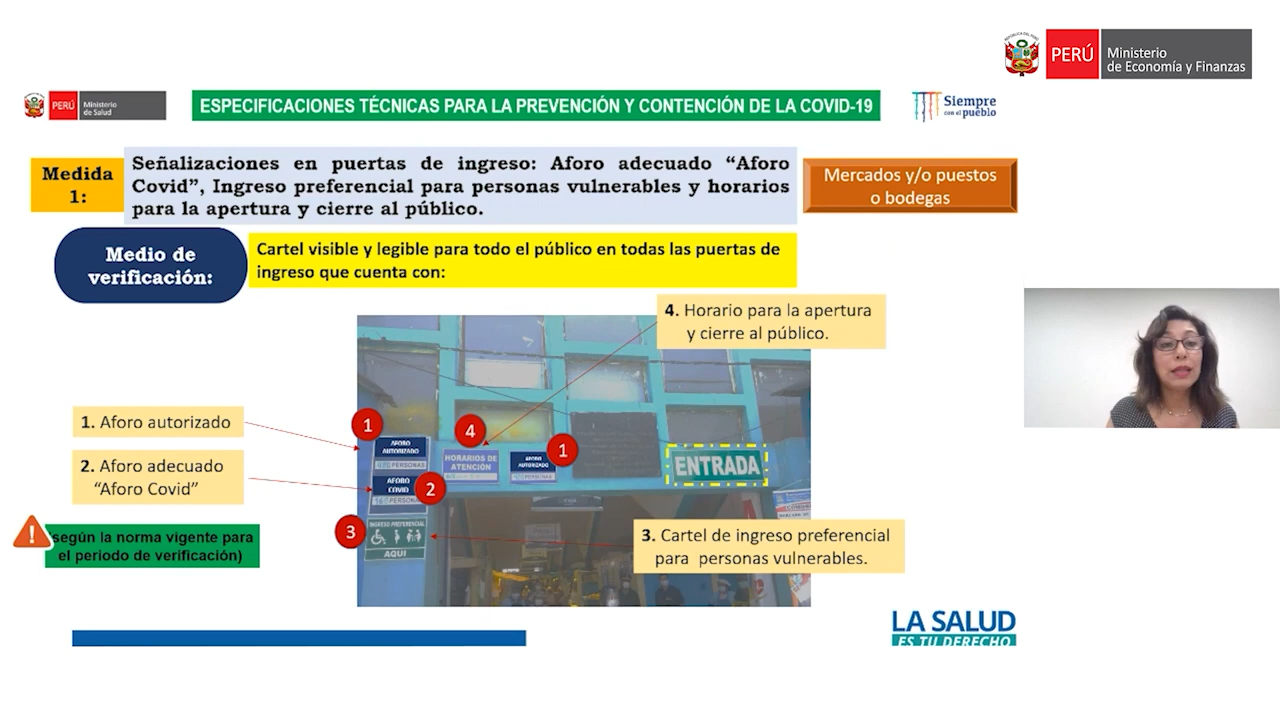 REPÚBLICA DEL PERÚ
PERÚ
Ministerio
de Economía y Finanzas
PERÚ
Ministerio
de Salud
ESPECIFICACIONES TÉCNICAS PARA LA PREVENCIÓN Y CONTENCIÓN DE LA COVID-19
Siempre
con el pueblo
Medida
1:
Señalizaciones en puertas de ingreso: Aforo adecuado “Aforo
Covid”, Ingreso preferencial para personas vulnerables y horarios
para la apertura y cierre al público.
Mercados y/o puestos
o bodegas
Medio de
verificación:
Cartel visible y legible para todo el público en todas las puertas de
ingreso que cuenta con:
4. Horario para la apertura
y cierre al público.
1. Aforo autorizado
2. Aforo adecuado
“Aforo Covid”
según la norma vigente para
el periodo de verificación)
1
4
1
2
3
AFORO
AUTORIZADO
PERSONAS
AFORO
COVID
PERSONA
INGRESO PREFERENCIAL
AQUI
HORARIOS DE
ATENCIÓN
AFORO
AUTORIZADO
PERSONAS
ENTRADA
3. Cartel de ingreso preferencial
para personas vulnerables.
LA SALUD
ES TU DERECHO